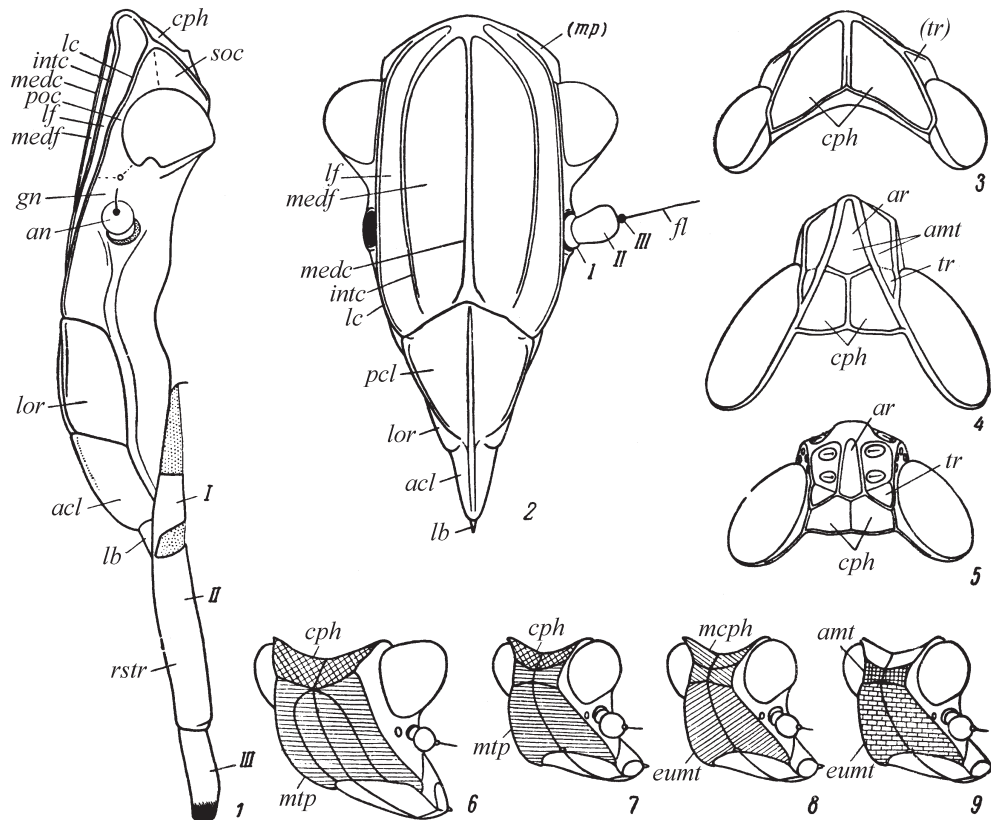 cph
lc
soc
intc
medc
poc
lf
medf
gn
an
lor
acl
I
lb
II
rstr
III
1
(mp)
lf
medf
medc
intc
lc
I
II
III
fl
pcl
lor
acl
lb
2
(tr)
cph
3
ar
amt
tr
cph
4
ar
tr
cph
5
cph
mtp
6
cph
mtp
7
mcph
eumt
8
amt
eumt
9